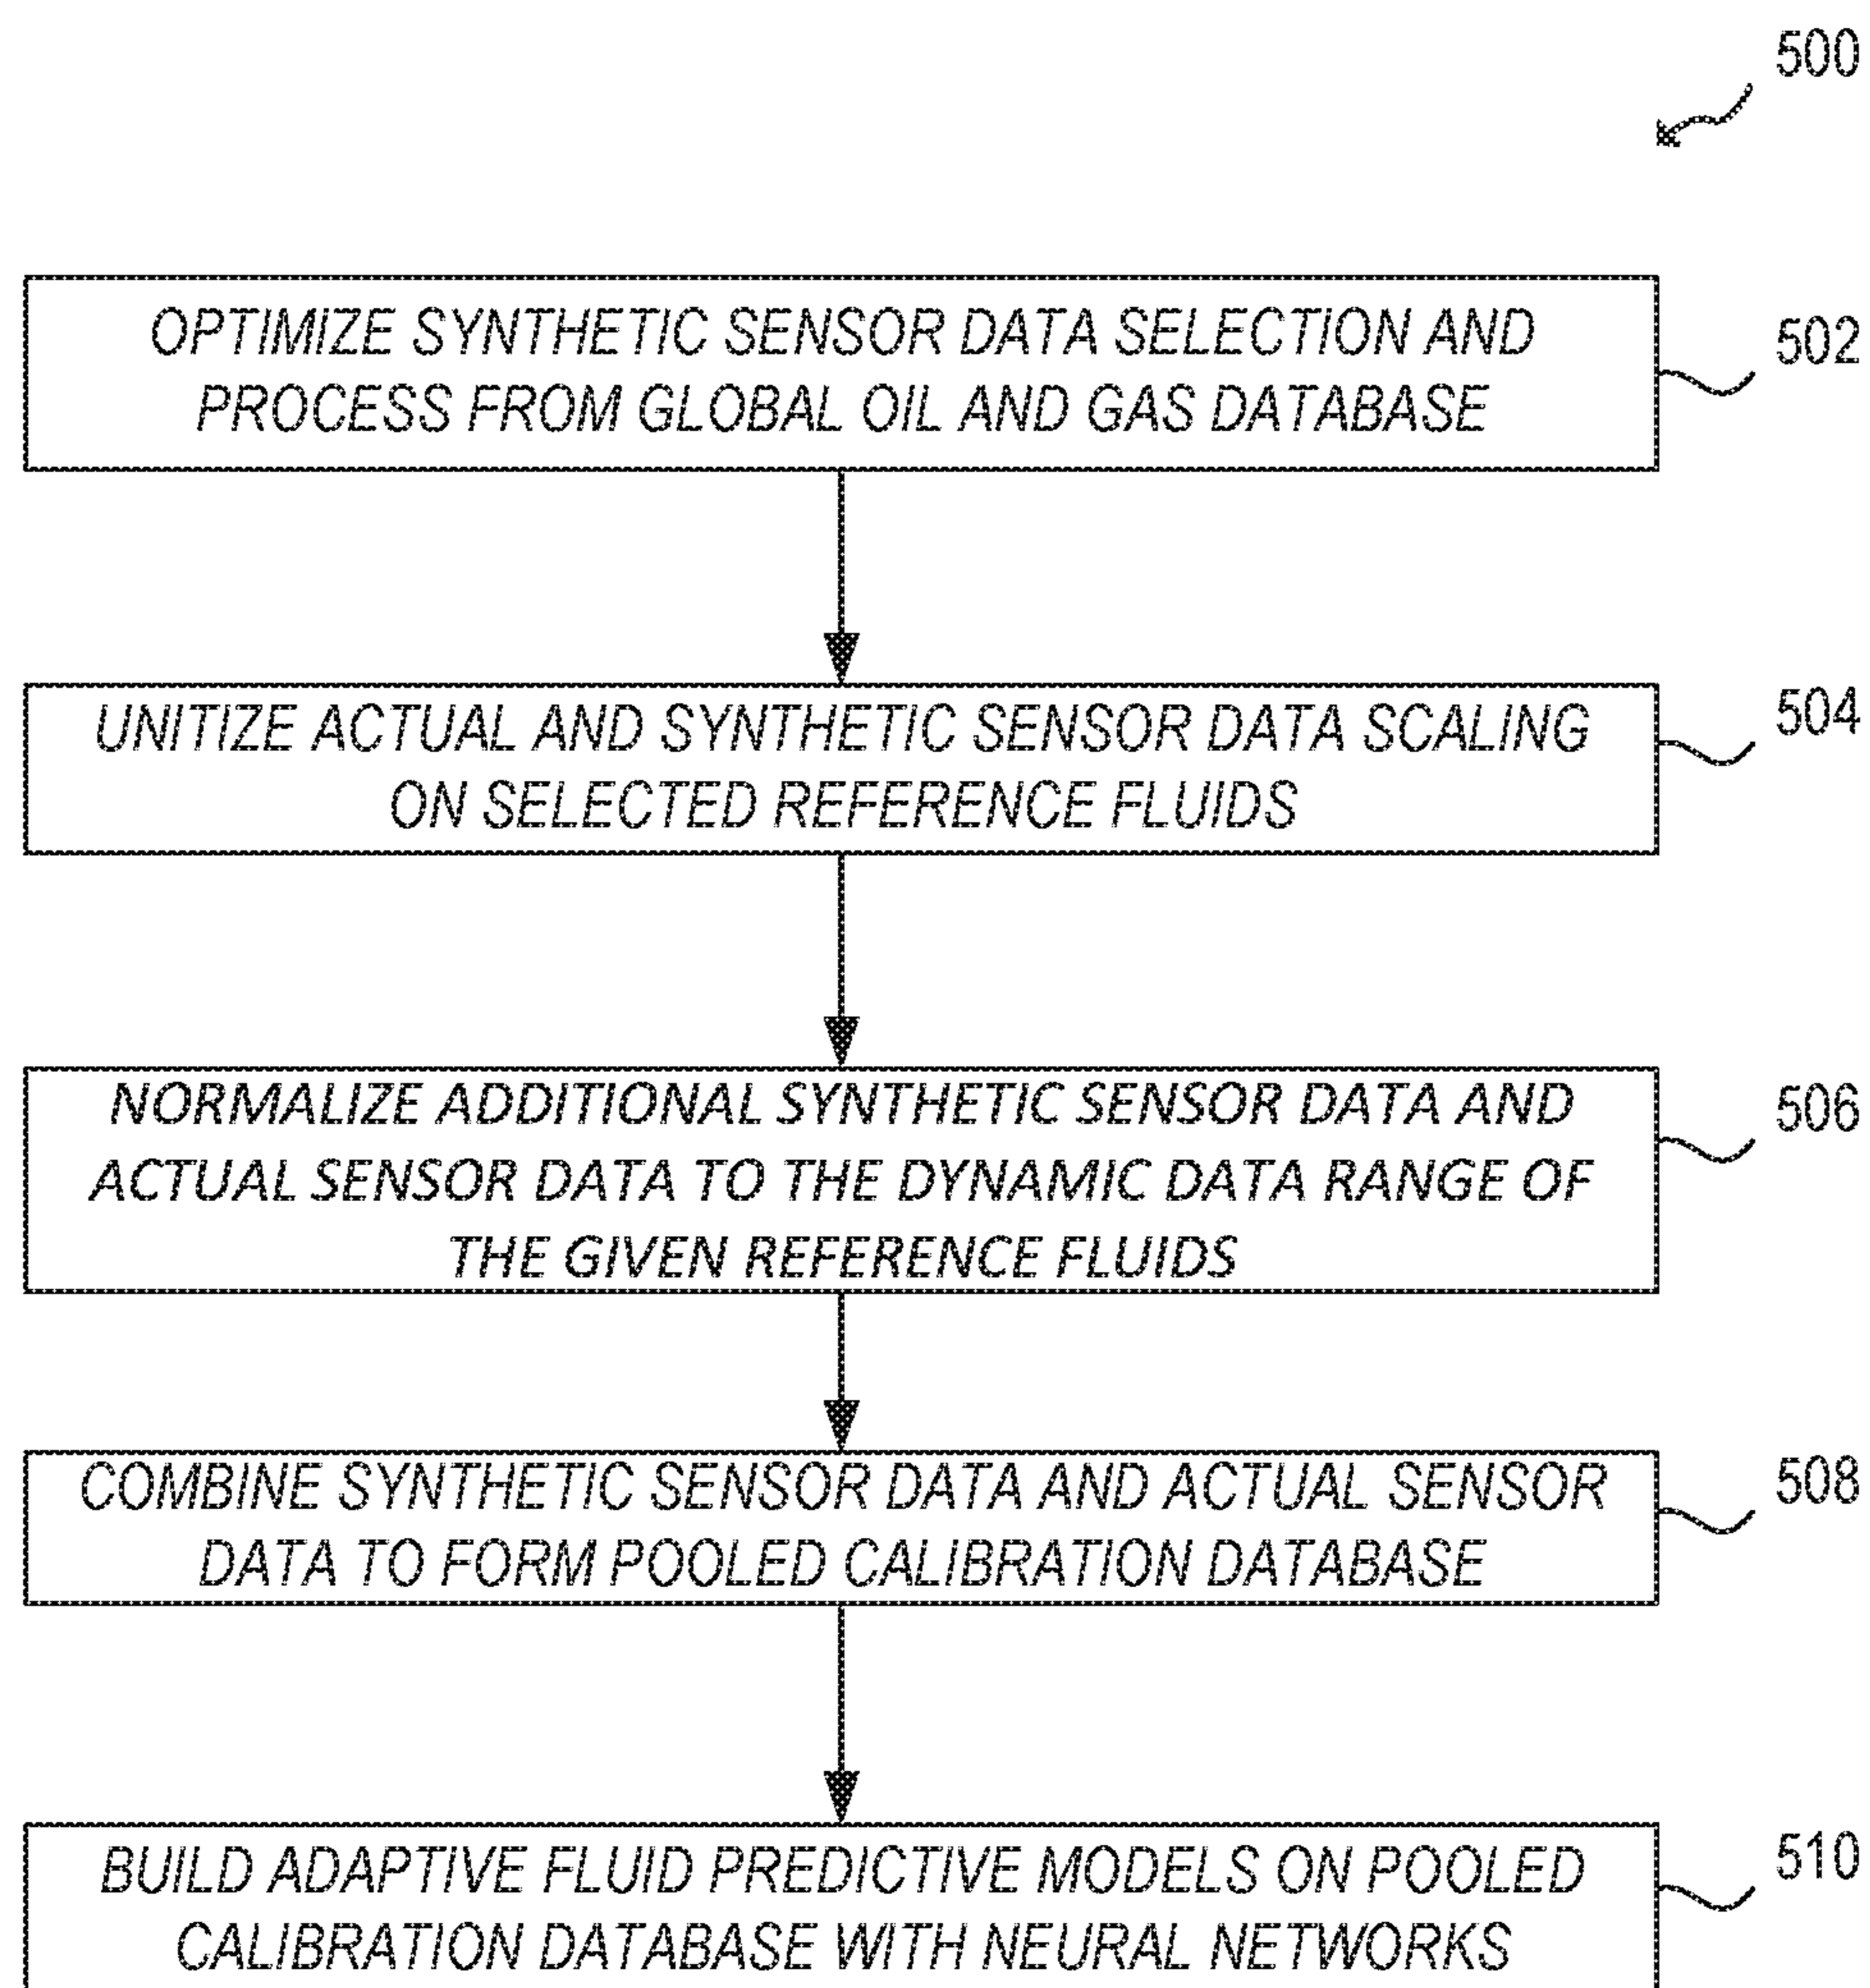 500
OPTIMIZE SYNTHETIC SENSOR DATA SELECTION AND
PROCESS FROM GLOBAL OIL AND GAS DATABASE
502
UNITIZE ACTUAL AND SYNTHETIC SENSOR DATA SCALING
ON SELECTED REFERENCE FLUIDS
504
NORMALIZE ADDITIONAL SYNTHETIC SENSOR DATA AND
ACTUAL SENSOR DATA TO THE DYNAMIC DATA RANGE OF
THE GIVEN REFERENCE FLUIDS
506
COMBINE SYNTHETIC SENSOR DATA AND ACTUAL SENSOR
DATA TO FORM POOLED CALIBRATION DATABASE
508
BUILD ADAPTIVE FLUID PREDICTIVE MODELS ON POOLED
CALIBRATION DATABASE WITH NEURAL NETWORKS
510